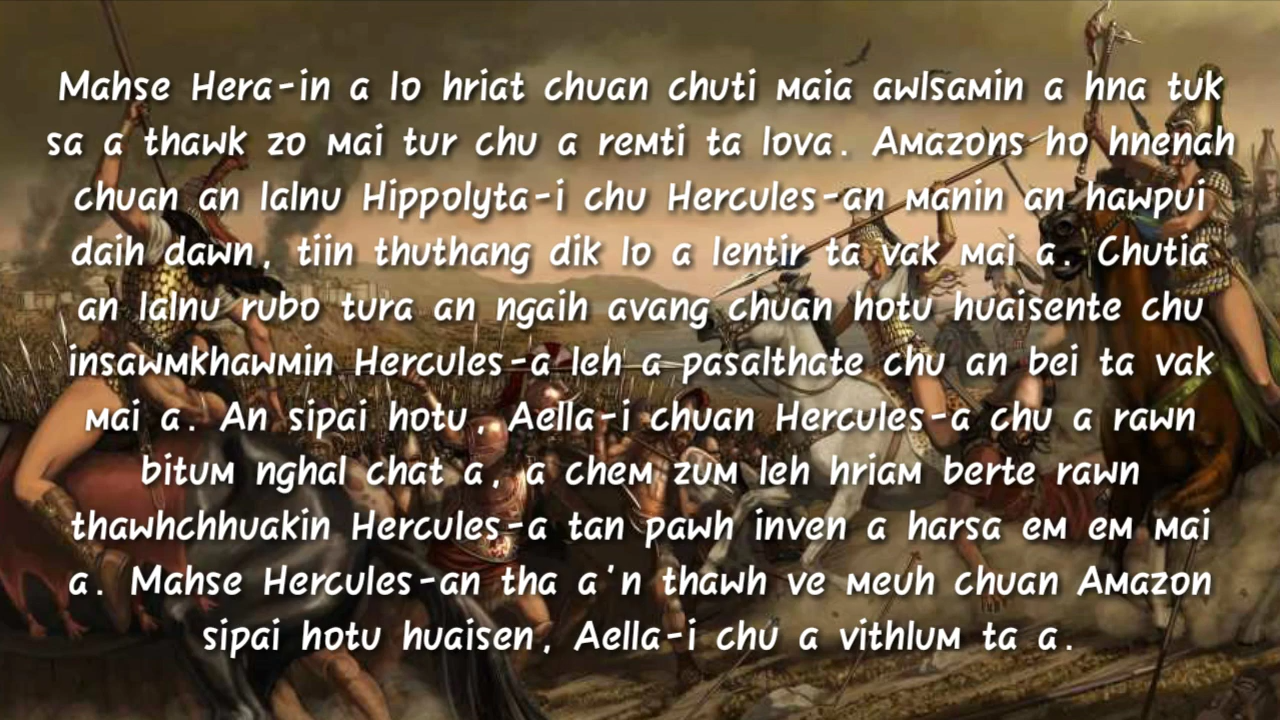 Mahse Hera-in a lo hriat chuan chuti maia awlsamin a hna tuk
sa a thawk zo mai tur chu a remti ta lova. Amazons ho hnenah
chuan an lalnu Hippolyta-i chu Hercules-an manin an hawpui
daih dawn, tiin thuthang dik lo a lentir ta vak mai a. Chutia
an lalnu rubo tura an ngaih avang chuan hotu huaisente chu
insawmkhawmin Hercules-a leh a pasalthate chu an bei ta vak
mai a. An sipai hotu, Aella-i chuan Hercules-a chu a rawn
bitum nghal chat a, a chem zum leh hriam berte rawn
thawhchhuakin Hercules-a tan pawh inven a harsa em em mai
a. Mahse Hercules-an tha a'n thawh ve meuh chuan Amazon
sipai hotu huaisen, Aella-i chu a vithlum ta a.